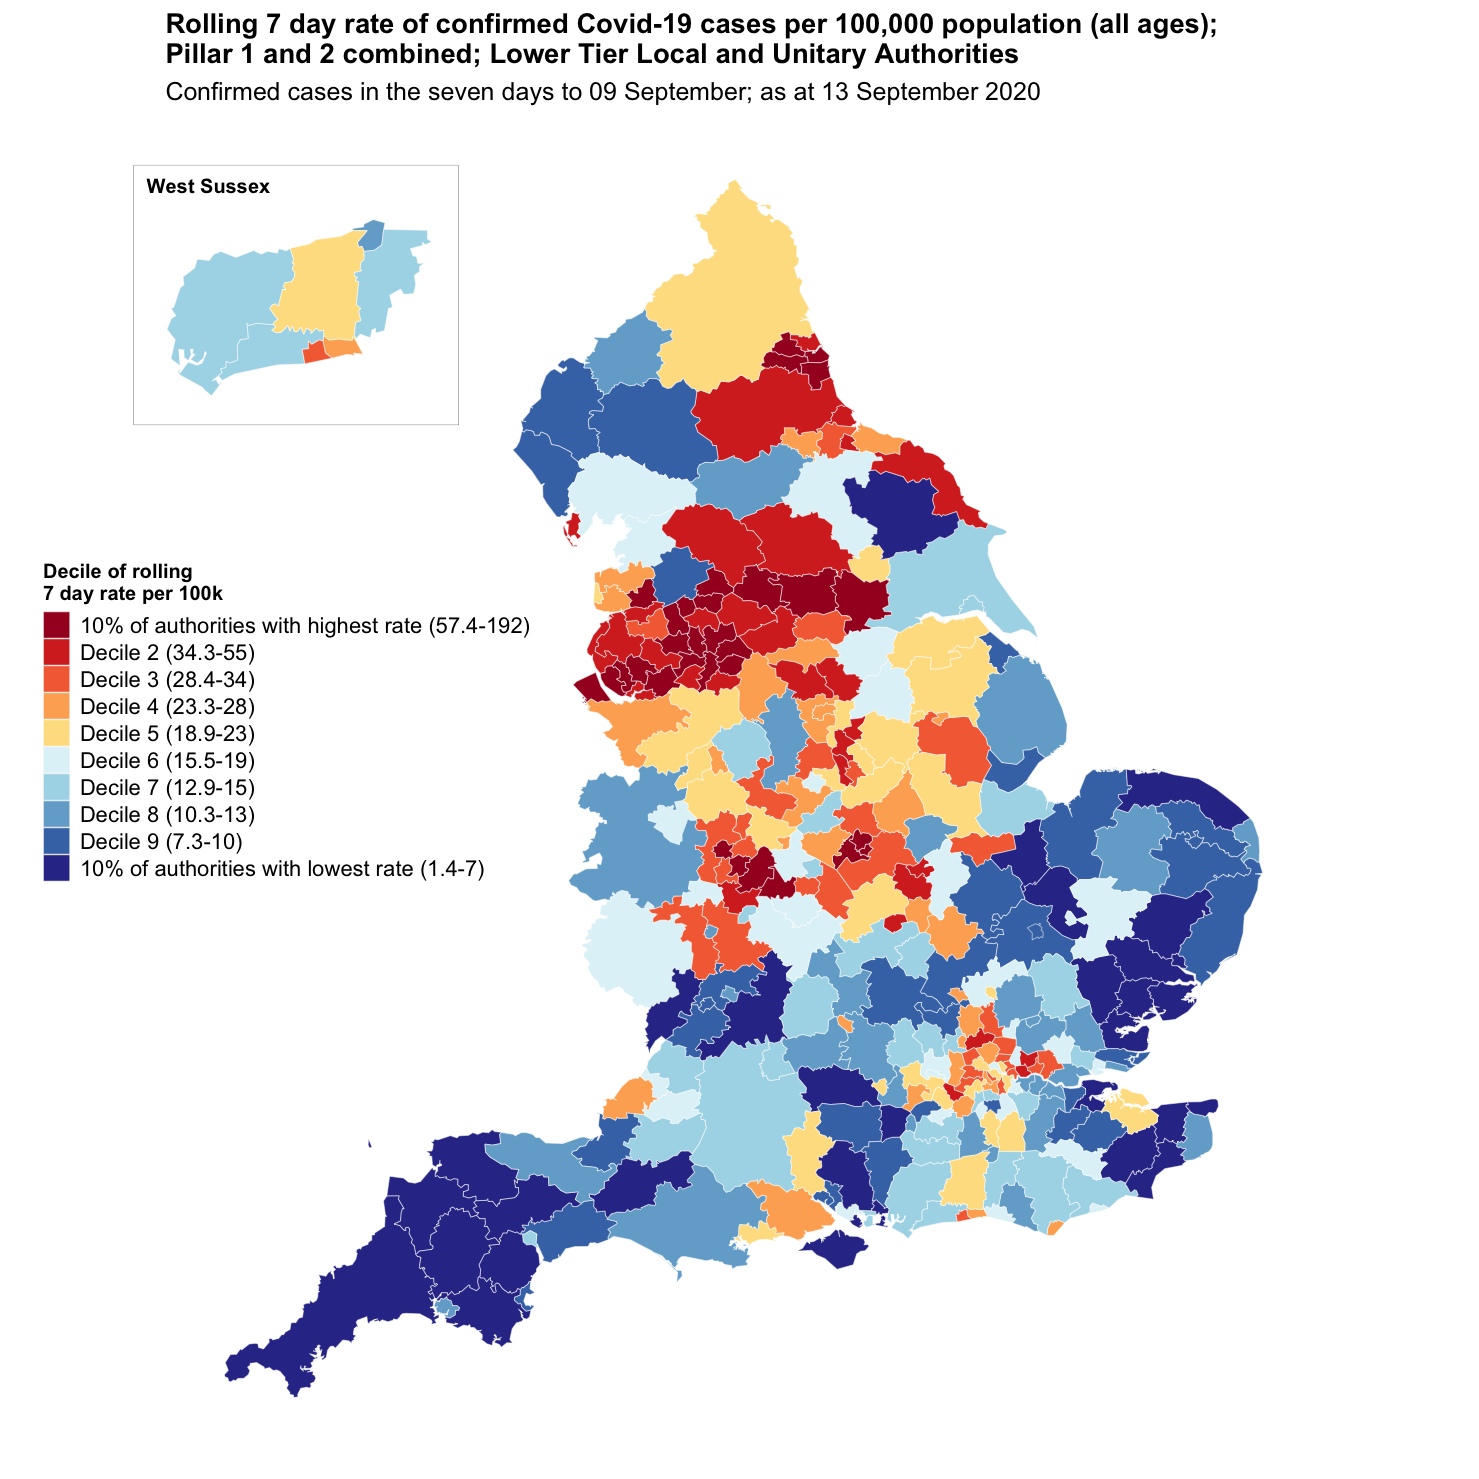 Rolling 7 day rate of confirmed Covid-19 cases per 100,000 population (all ages);
Pillar 1 and 2 combined; Lower Tier Local and Unitary Authorities
Confirmed cases in the seven days to 09 September; as at 13 September 2020
West Sussex
Decile of rolling
7 day rate per 100k
10% of authorities with highest rate (57.4-192)
Decile 2 (34.3-55)
Decile 3 (28.4-34)
Decile 4 (23.3-28)
Decile 5 (18.9-23)
Decile 6 (15.5-19)
Decile 7 (12.9-15)
Decile 8 (10.3-13)
Decile 9 (7.3-10)
10% of authorities with lowest rate (1.4-7)